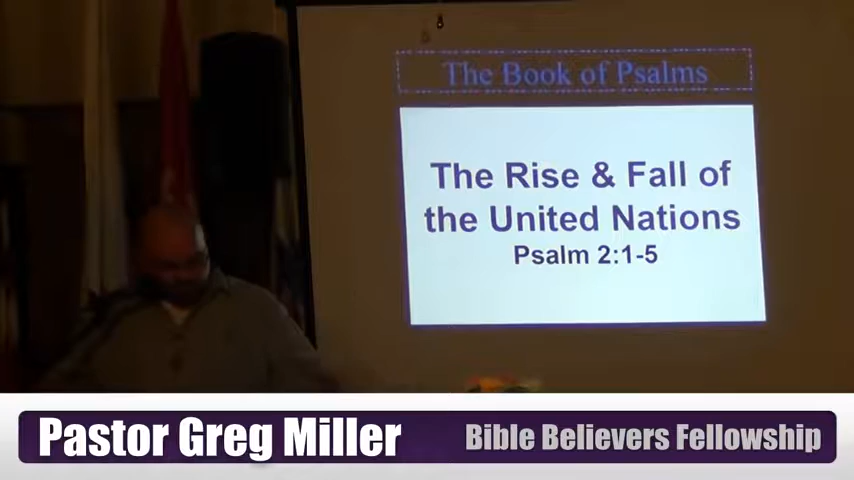 The Book of Psalms
The Rise & Fall of
the United Nations
Psalm 2:1-5
Pastor Greg Miller
Bible Believers Fellowship